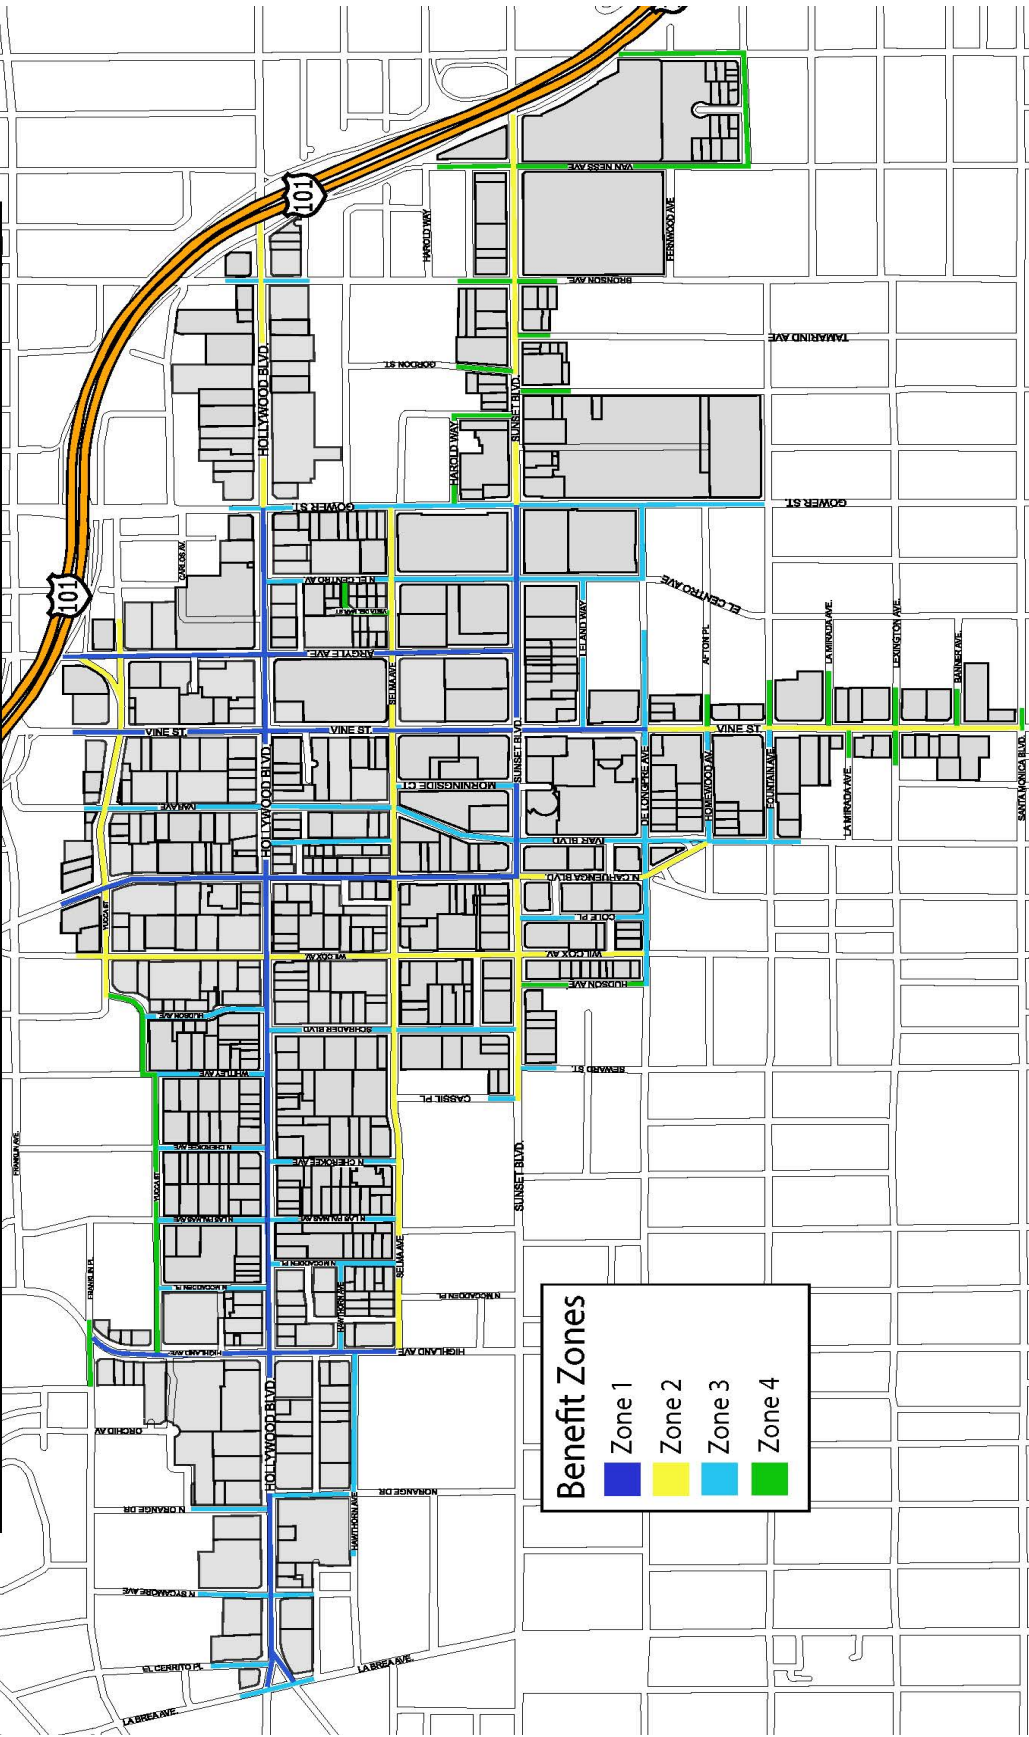 101
101
HOLLYWOOD BLVD.
HAROLD WAY
VAN NESS AVE
FERNWOOD AVE
BRONSON AVE
TAMARIND AVE
GORDON ST.
SUNSET BLVD.
HAROLD WAY
GOWER ST.
GOWER ST.
CARLOS AV.
N EL CENTRO AV
VISTA DEL MAR ST
ARGYLE AVE
SELMA AVE
LELAND WAY
EL CENTRO AVE
AFTON PL
LA MIRADA AVE.
LEXINGTON AVE.
BANNER AVE.
VINE ST.
VINE ST.
VINE ST
SUNSET BLVD.
HOLLYWOOD BLVD.
MORNINGSIDE CT
DE LONGPRE AVE
HOMEWOOD AV.
FOUNTAIN AVE
LA MIRADA AVE.
SANTA MONICA BLVD.
IVAR AVE
IVAR BLVD
N CAHUENGA BLVD
COLE PL
YUCCA ST
WILCOX AV
WILCOX AV
HUDSON AVE
HUDSON AVE
SCHRADER BLVD
SEWARD ST.
WHITLEY AVE
CASSIL PL
FRANKLIN AVE.
N CHEROKEE AVE
N CHEROKEE AVE
YUCCA ST
SUNSET BLVD.
N LAS PALMAS AVE
N LAS PALMAS AVE
SELMA AVE
FRANKLIN PL
N MCCADDEN PL
N MCCADDEN PL
N MCCADDEN PL
HAWTHORN AVE
HIGHLAND AVE
HIGHLAND AVE
ORCHID AV
HOLLYWOOD BLVD.
N ORANGE DR
NORANGE DR
HAWTHORN AVE
N SYCAMORE AVE
EL CERRITO PL
LA BREA AVE.
LA BREA AVE.
Benefit Zones
Zone 1
Zone 2
Zone 3
Zone 4